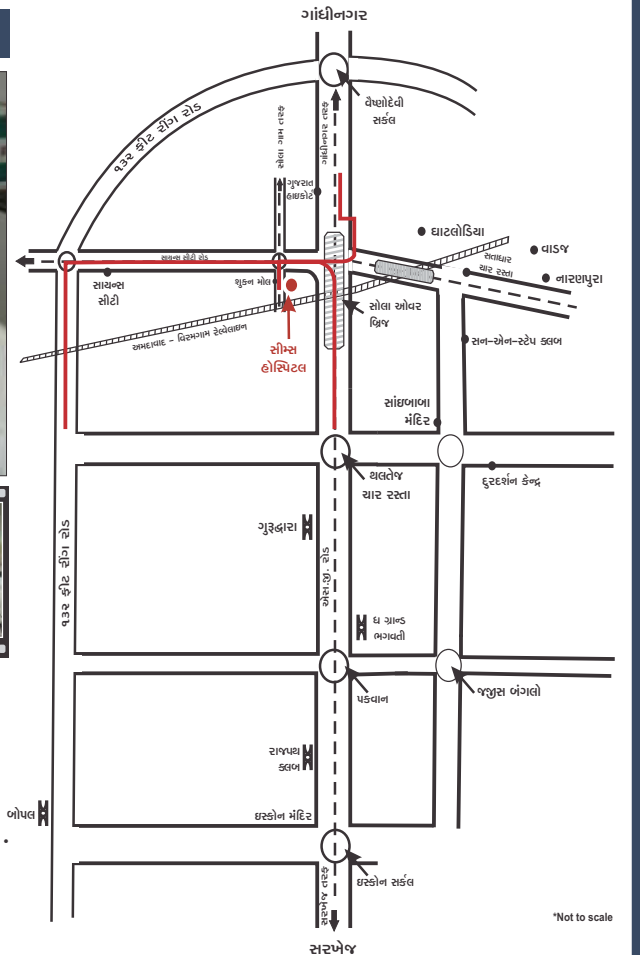 ગાંધીનગર
વૈષ્ણોદેવી
સર્કલ
૧૩૨ ફીટ રીંગ રોડ
સોલા ગામ તરફ
ગાંધીનગર તરફ
ગુજરાત
હાઇકોર્ટ
ઘાટલોડિયા
વાડજ
સતાધાર
ચાર રસ્તા
નારણપુરા
સાયન્સ સીટી રોડ
સાયન્સ
સીટી
શુકન મોલ
સોલા ઓવર
બ્રિજ
અમદાવાદ – વિરમગામ રેલ્વેલાઇન
સીમ્સ
હોસ્પિટલ
સન-એન-સ્ટેપ ક્લબ
સાંઇબાબા
મંદિર
થલતેજ
ચાર રસ્તા
દુરદર્શન કેન્દ્ર
ગુરૂદ્વારા
૧૩૨ ફીટ રીંગ રોડ
એસ.જી. રોડ
ધ ગ્રાન્ડ
ભગવતી
પકવાન
જજીસ બંગલો
રાજપથ
ક્લબ
બોપલ
ઇસ્કોન મંદિર
ઇસ્કોન સર્કલ
સરખેજ તરફ
*Not to scale
સરખેજ